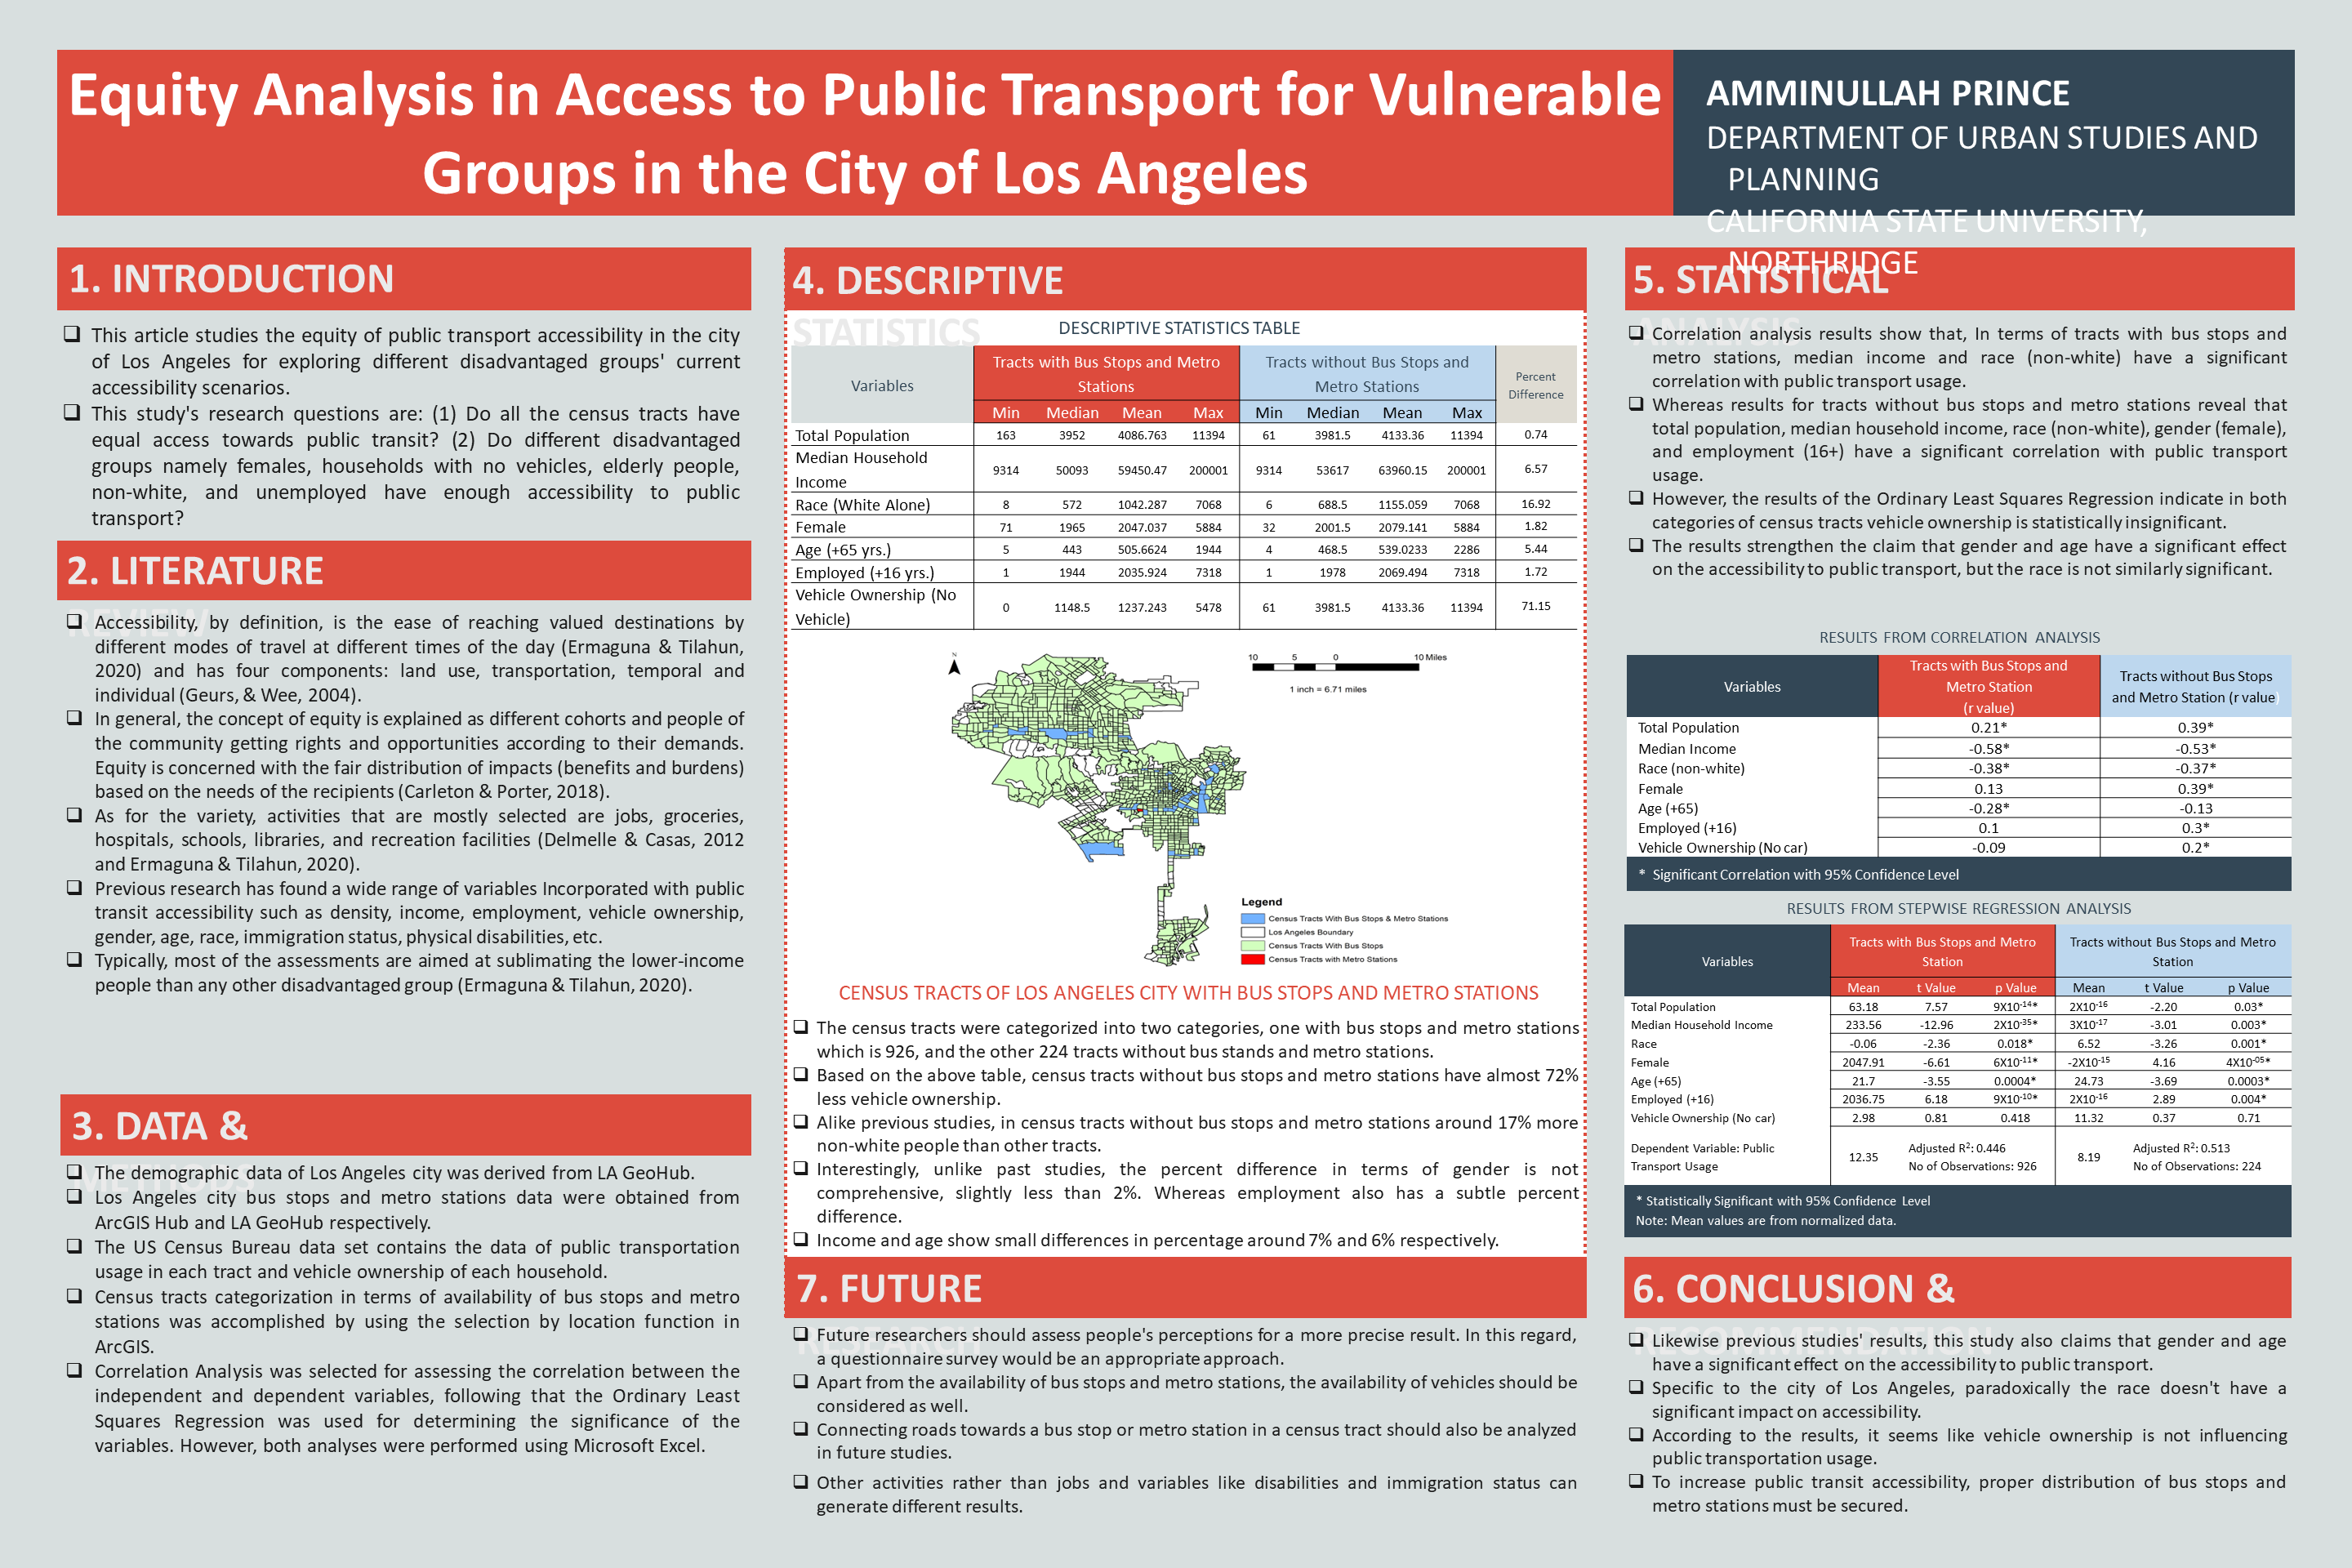 Equity Analysis in Access to Public Transport for Vulnerable
Groups in the City of Los Angeles
AMMINULLAH PRINCE
DEPARTMENT OF URBAN STUDIES AND
PLANNING
CALIFORNIA STATE UNIVERSITY,
NORTHRIDGE
1. INTRODUCTION
❑ This article studies the equity of public transport accessibility in the city
of Los Angeles for exploring different disadvantaged groups' current
accessibility scenarios.
❑ This study's research questions are: (1) Do all the census tracts have
equal access towards public transit? (2) Do different disadvantaged
groups namely females, households with no vehicles, elderly people,
non-white, and unemployed have enough accessibility to public
transport?
2. LITERATURE
REVIEW
❑ Accessibility, by definition, is the ease of reaching valued destinations by
different modes of travel at different times of the day (Ermaguna & Tilahun,
2020) and has four components: land use, transportation, temporal and
individual (Geurs, & Wee, 2004).
❑ In general, the concept of equity is explained as different cohorts and people of
the community getting rights and opportunities according to their demands.
Equity is concerned with the fair distribution of impacts (benefits and burdens)
based on the needs of the recipients (Carleton & Porter, 2018).
❑ As for the variety, activities that are mostly selected are jobs, groceries,
hospitals, schools, libraries, and recreation facilities (Delmelle & Casas, 2012
and Ermaguna & Tilahun, 2020).
❑ Previous research has found a wide range of variables Incorporated with public
transit accessibility such as density, income, employment, vehicle ownership,
gender, age, race, immigration status, physical disabilities, etc.
❑ Typically, most of the assessments are aimed at sublimating the lower-income
people than any other disadvantaged group (Ermaguna & Tilahun, 2020).
3. DATA &
METHODS
❑ The demographic data of Los Angeles city was derived from LA GeoHub.
❑ Los Angeles city bus stops and metro stations data were obtained from
ArcGIS Hub and LA GeoHub respectively.
❑ The US Census Bureau data set contains the data of public transportation
usage in each tract and vehicle ownership of each household.
❑ Census tracts categorization in terms of availability of bus stops and metro
stations was accomplished by using the selection by location function in
ArcGIS.
❑ Correlation Analysis was selected for assessing the correlation between the
independent and dependent variables, following that the Ordinary Least
Squares Regression was used for determining the significance of the
variables. However, both analyses were performed using Microsoft Excel.
4. DESCRIPTIVE
STATISTICS
DESCRIPTIVE STATISTICS TABLE
Variables Tracts with Bus Stops and Metro Stations Tracts without Bus Stops and Metro Stations Percent Difference
Min Median Mean Max Min Median Mean Max
Total Population 163 3952 4086.763 11394 61 3981.5 4133.36 11394 0.74
Median Household Income 9314 50093 59450.47 200001 9314 53617 63960.15 200001 6.57
Race (White Alone) 8 572 1042.287 7068 6 688.5 1155.059 7068 16.92
Female 71 1965 2047.037 5884 32 2001.5 2079.141 5884 1.82
Age (+65 yrs.) 5 443 505.6624 1944 4 468.5 539.0233 2286 5.44
Employed (+16 yrs.) 1 1944 2035.924 7318 1 1978 2069.494 7318 1.72
Vehicle Ownership (No Vehicle) 0 1148.5 1237.243 5478 61 3981.5 4133.36 11394 71.15
N
10 5 0 10 Miles
1 inch = 6.71 miles
Legend
Census Tracts With Bus Stops & Metro Stations
Los Angeles Boundary
Census Tracts With Bus Stops
Census Tracts with Metro Stations
CENSUS TRACTS OF LOS ANGELES CITY WITH BUS STOPS AND METRO STATIONS
❑ The census tracts were categorized into two categories, one with bus stops and metro stations
which is 926, and the other 224 tracts without bus stands and metro stations.
❑ Based on the above table, census tracts without bus stops and metro stations have almost 72%
less vehicle ownership.
❑ Alike previous studies, in census tracts without bus stops and metro stations around 17% more
non-white people than other tracts.
❑ Interestingly, unlike past studies, the percent difference in terms of gender is not
comprehensive, slightly less than 2%. Whereas employment also has a subtle percent
difference.
❑ Income and age show small differences in percentage around 7% and 6% respectively.
7. FUTURE
RESEARCH
❑ Future researchers should assess people's perceptions for a more precise result. In this regard,
a questionnaire survey would be an appropriate approach.
❑ Apart from the availability of bus stops and metro stations, the availability of vehicles should be
considered as well.
❑ Connecting roads towards a bus stop or metro station in a census tract should also be analyzed
in future studies.
❑ Other activities rather than jobs and variables like disabilities and immigration status can
generate different results.
5. STATISTICAL
ANALYSIS
❑ Correlation analysis results show that, In terms of tracts with bus stops and
metro stations, median income and race (non-white) have a significant
correlation with public transport usage.
❑ Whereas results for tracts without bus stops and metro stations reveal that
total population, median household income, race (non-white), gender (female),
and employment (16+) have a significant correlation with public transport
usage.
❑ However, the results of the Ordinary Least Squares Regression indicate in both
categories of census tracts vehicle ownership is statistically insignificant.
❑ The results strengthen the claim that gender and age have a significant effect
on the accessibility to public transport, but the race is not similarly significant.
RESULTS FROM CORRELATION ANALYSIS
Variables Tracts with Bus Stops and Metro Station (r value) Tracts without Bus Stops and Metro Station (r value)
Total Population 0.21* 0.39*
Median Income -0.58* -0.53*
Race (non-white) -0.38* -0.37*
Female 0.13 0.39*
Age (+65) -0.28* -0.13
Employed (+16) 0.1 0.3*
Vehicle Ownership (No car) -0.09 0.2*
* Significant Correlation with 95% Confidence Level
RESULTS FROM STEPWISE REGRESSION ANALYSIS
Variables Tracts with Bus Stops and Metro Station Tracts without Bus Stops and Metro Station
Mean t Value p Value Mean t Value p Value
Total Population 63.18 7.57 9X10⁻¹⁴* 2X10⁻¹⁶ -2.20 0.03*
Median Household Income 233.56 -12.96 2X10⁻³⁵* 3X10⁻¹⁷ -3.01 0.003*
Race -0.06 -2.36 0.018* 6.52 -3.26 0.001*
Female 2047.91 -6.61 6X10⁻¹¹* -2X10⁻¹⁵ 4.16 4X10⁻⁰⁵*
Age (+65) 21.7 -3.55 0.0004* 24.73 -3.69 0.0003*
Employed (+16) 2036.75 6.18 9X10⁻¹⁰* 2X10⁻¹⁶ 2.89 0.004*
Vehicle Ownership (No car) 2.98 0.81 0.418 11.32 0.37 0.71
Dependent Variable: Public Transport Usage 12.35 Adjusted R²: 0.446 No of Observations: 926 8.19 Adjusted R²: 0.513 No of Observations: 224
* Statistically Significant with 95% Confidence Level
Note: Mean values are from normalized data.
6. CONCLUSION &
RECOMMENDATION
❑ Likewise previous studies' results, this study also claims that gender and age
have a significant effect on the accessibility to public transport.
❑ Specific to the city of Los Angeles, paradoxically the race doesn't have a
significant impact on accessibility.
❑ According to the results, it seems like vehicle ownership is not influencing
public transportation usage.
❑ To increase public transit accessibility, proper distribution of bus stops and
metro stations must be secured.